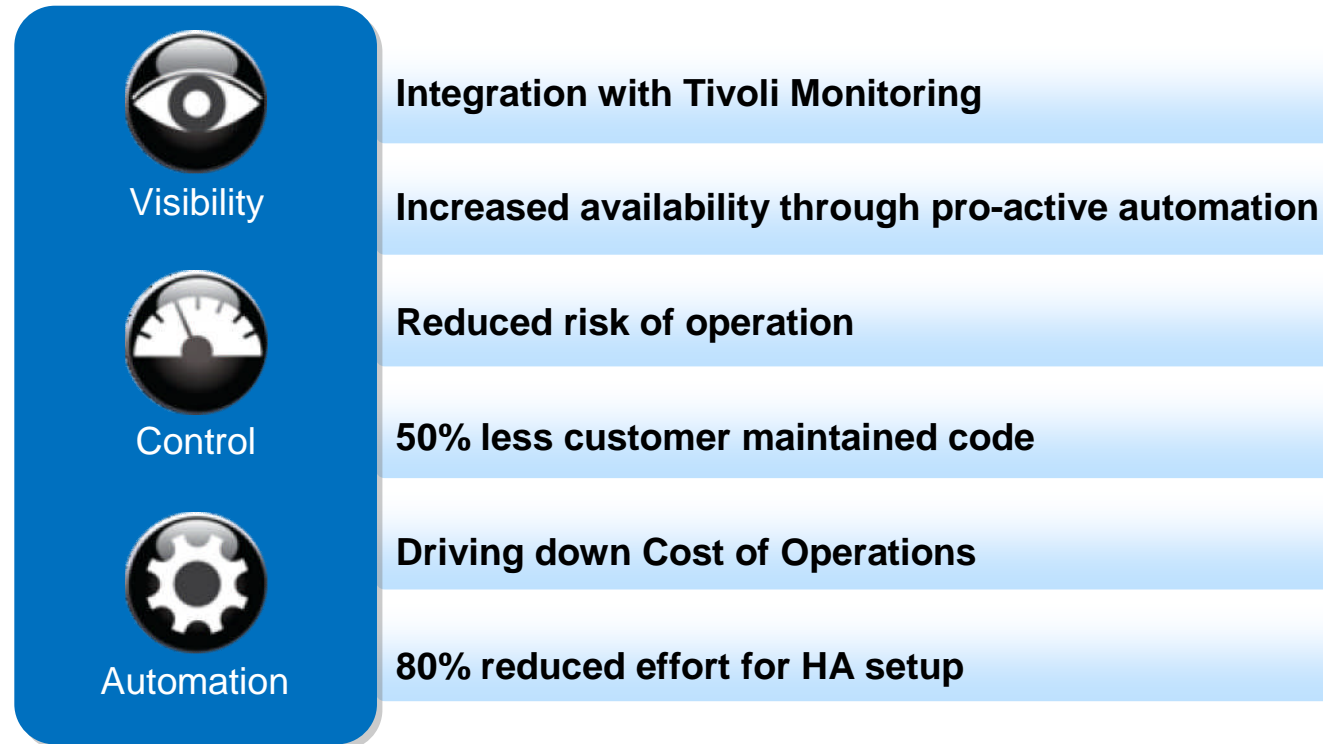 Visibility
Integration with Tivoli Monitoring
Increased availability through pro-active automation
Control
Reduced risk of operation
50% less customer maintained code
Automation
Driving down Cost of Operations
80% reduced effort for HA setup